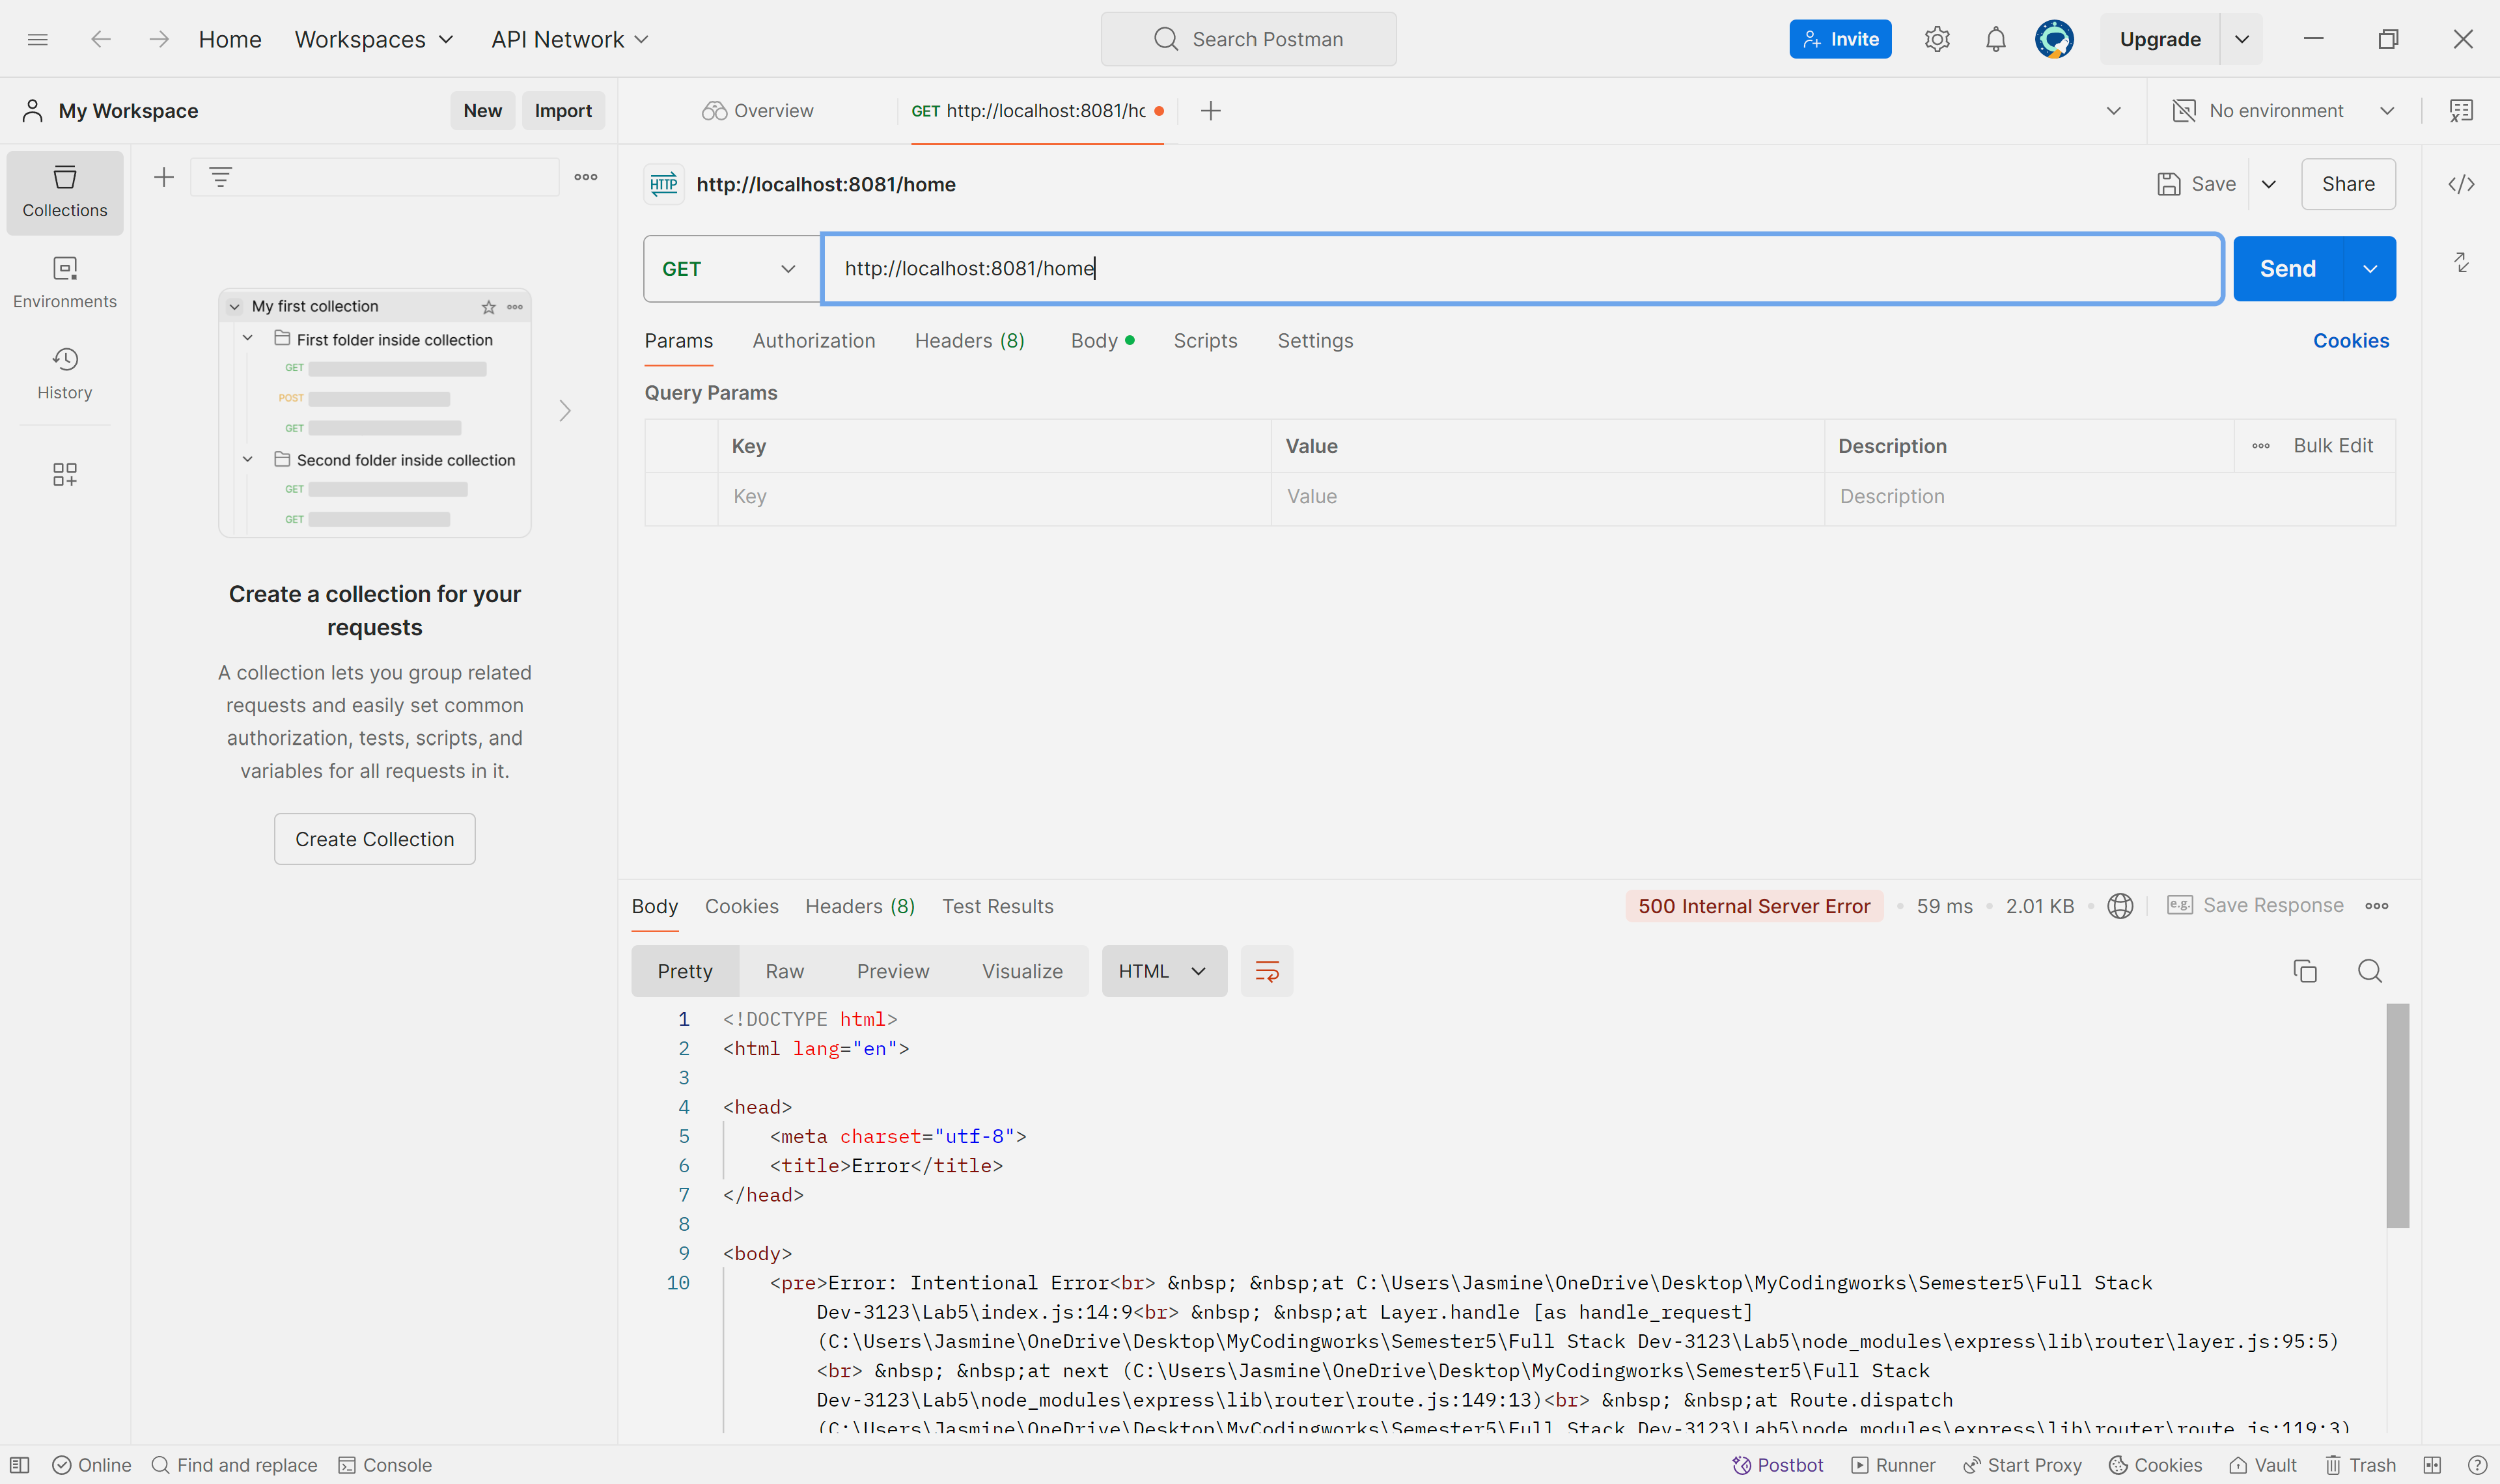 Home
Workspaces
API Network
Search Postman
Invite
Upgrade
My Workspace
New
Import
Overview
GET http://localhost:8081/hc
No environment
Collections
Environments
History
My first collection
First folder inside collection
GET
POST
GET
Second folder inside collection
GET
GET
Create a collection for your
requests
A collection lets you group related
requests and easily set common
authorization, tests, scripts, and
variables for all requests in it.
Create Collection
HTTP
http://localhost:8081/home
Save
Share
GET
http://localhost:8081/home
Send
Params
Authorization
Headers (8)
Body
Scripts
Settings
Cookies
Query Params
Key
Value
Description
Bulk Edit
Key
Value
Description
Body
Cookies
Headers (8)
Test Results
500 Internal Server Error
59 ms
2.01 KB
e.g.
Save Response
Pretty
Raw
Preview
Visualize
HTML
1 <!DOCTYPE html>
2 <html lang="en">
3
4 <head>
5 <meta charset="utf-8">
6 <title>Error</title>
7 </head>
8
9 <body>
10 <pre>Error: Intentional Error<br> &nbsp; &nbsp;at C:\Users\Jasmine\OneDrive\Desktop\MyCodingworks\Semester5\Full Stack
Dev-3123\Lab5\index.js:14:9<br> &nbsp; &nbsp;at Layer.handle [as handle_request]
(C:\Users\Jasmine\OneDrive\Desktop\MyCodingworks\Semester5\Full Stack Dev-3123\Lab5\node_modules\express\lib\router\layer.js:95:5)
<br> &nbsp; &nbsp;at next (C:\Users\Jasmine\OneDrive\Desktop\MyCodingworks\Semester5\Full Stack
Dev-3123\Lab5\node_modules\express\lib\router\route.js:149:13)<br> &nbsp; &nbsp;at Route.dispatch
(C:\Users\Jasmine\OneDrive\Desktop\MyCodingworks\Semester5\Full Stack Dev-3123\Lab5\node_modules\express\lib\router\route.js:119:3)
Online
Find and replace
Console
Postbot
Runner
Start Proxy
Cookies
Vault
Trash